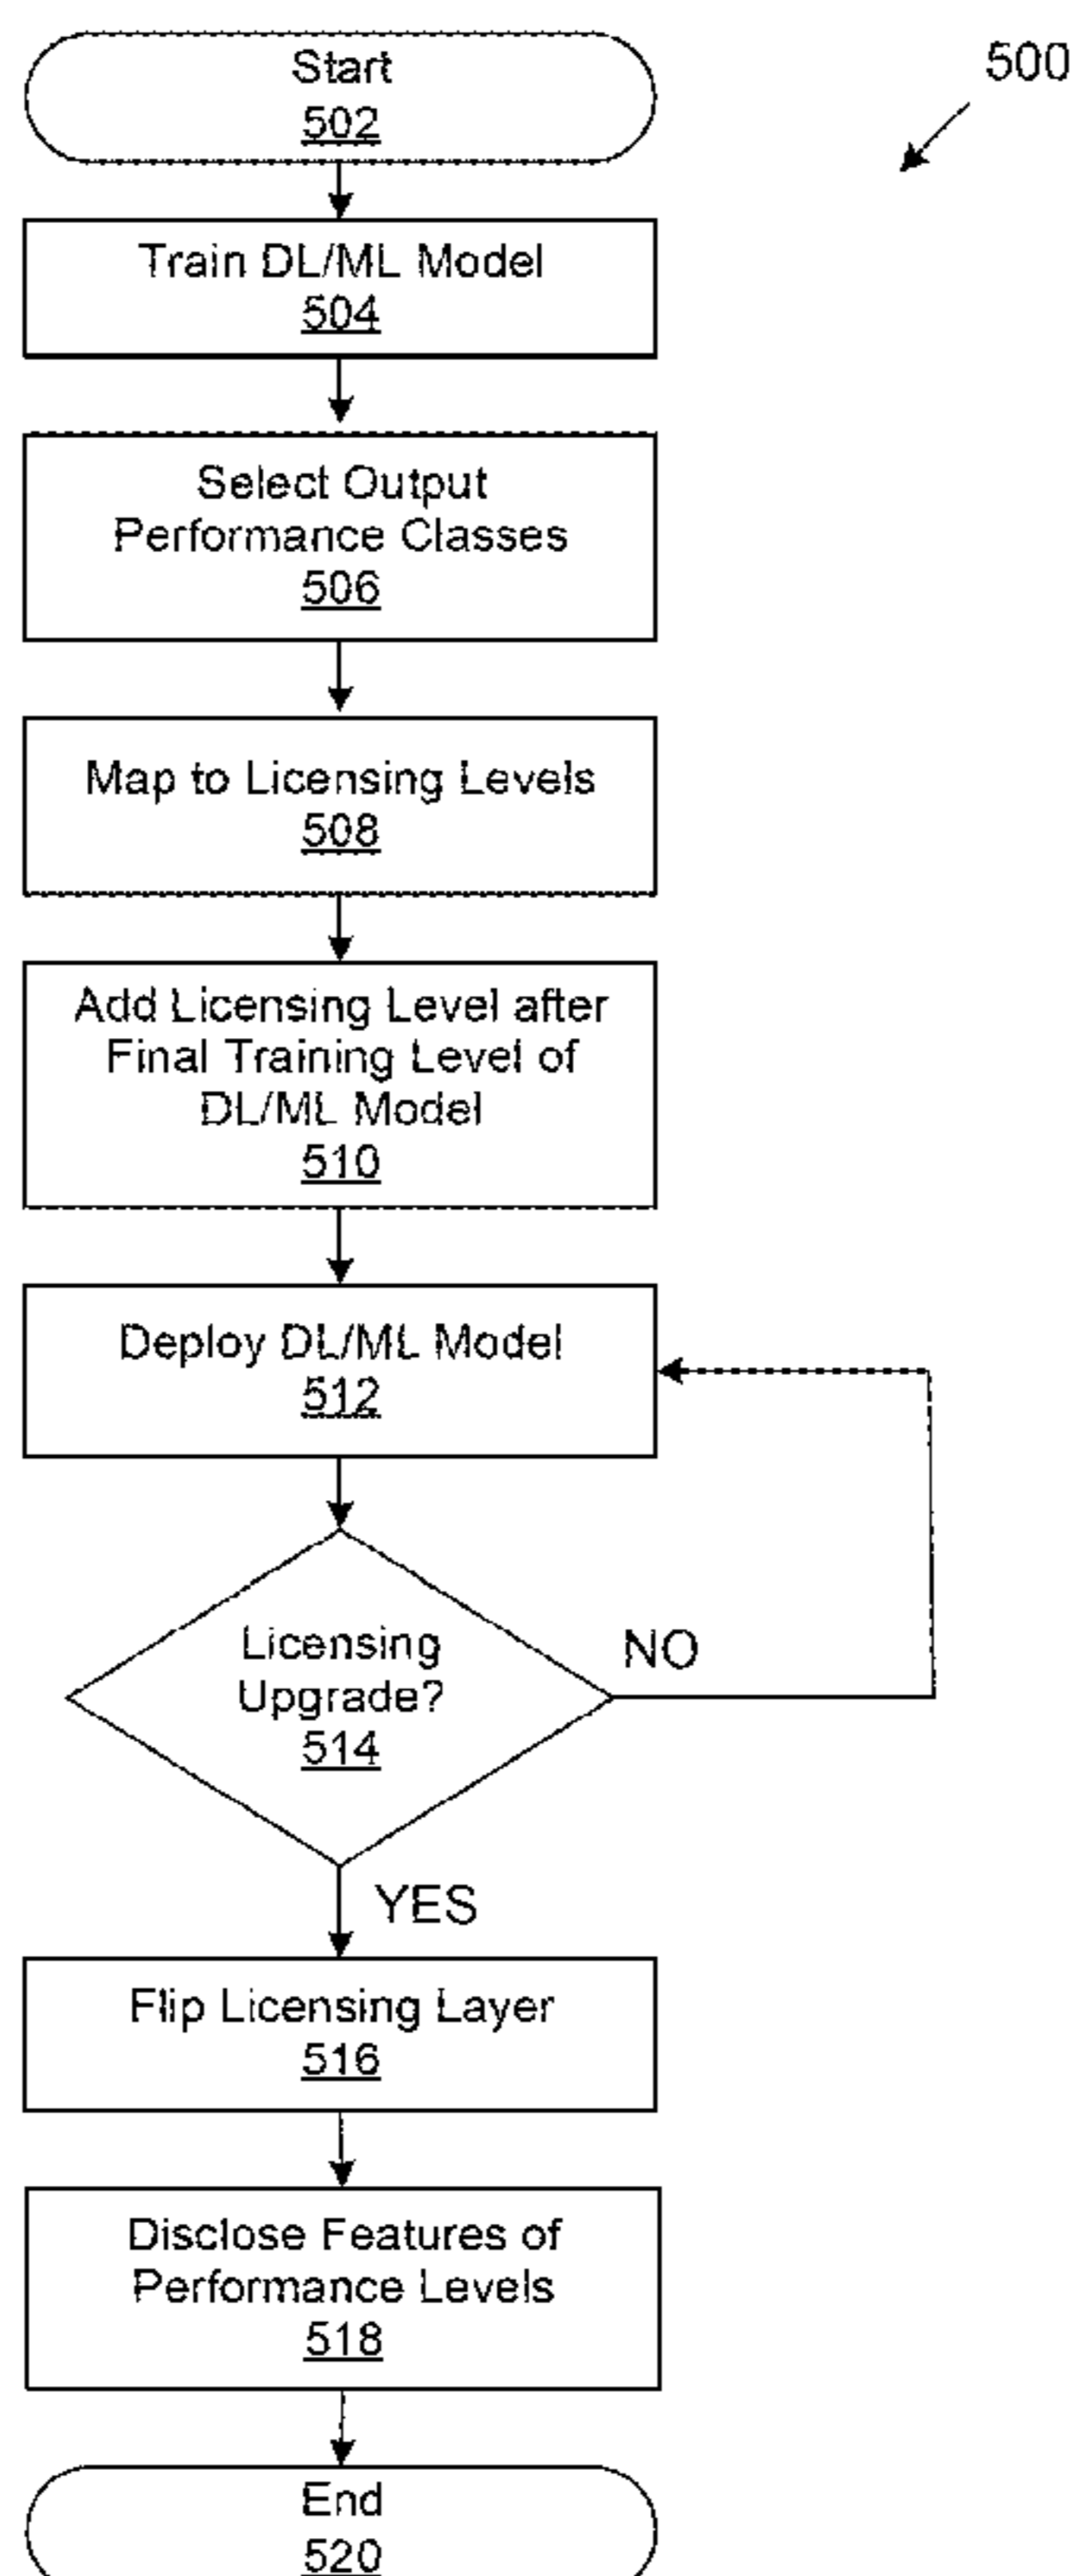 Start
502
500
Train DL/ML Model
504
Select Output
Performance Classes
506
Map to Licensing Levels
508
Add Licensing Level after
Final Training Level of
DL/ML Model
510
Deploy DL/ML Model
512
Licensing
Upgrade?
514
NO
YES
Flip Licensing Layer
516
Disclose Features of
Performance Levels
518
End
520